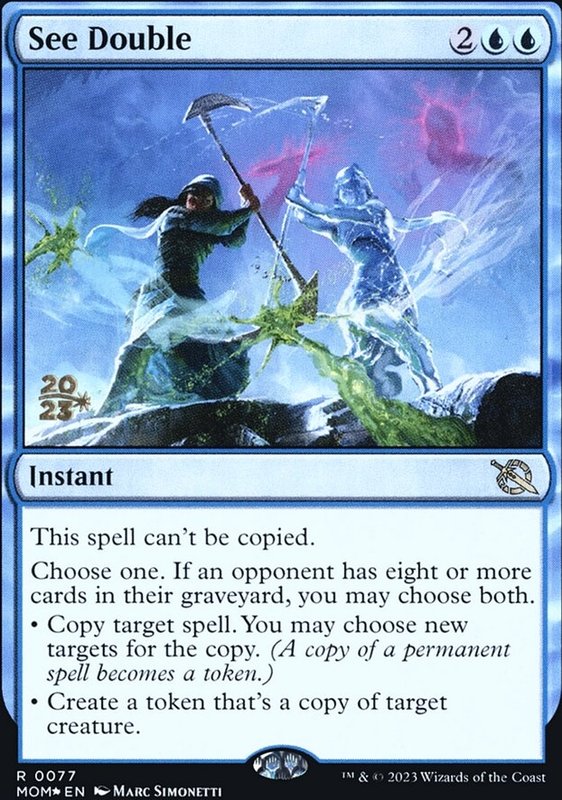 See Double 2
20
23
Instant
This spell can't be copied.
Choose one. If an opponent has eight or more
cards in their graveyard, you may choose both.
• Copy target spell. You may choose new
targets for the copy. (A copy of a permanent
spell becomes a token.)
• Create a token that's a copy of target
creature.
R 0077
MOM★EN Marc Simonetti
™ & © 2023 Wizards of the Coast